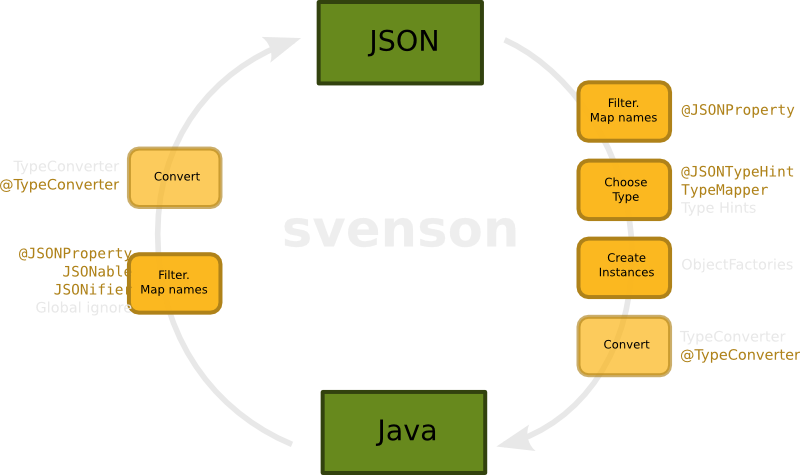 JSON
Filter.
Map names
@JSONProperty
Choose
Type
@JSONTypeHint
TypeMapper
Type Hints
Create
Instances
ObjectFactories
Convert
TypeConverter
@TypeConverter
svenson
TypeConverter
@TypeConverter
Convert
@JSONProperty
JSONable
JSONifier
Global ignore
Filter.
Map names
Java